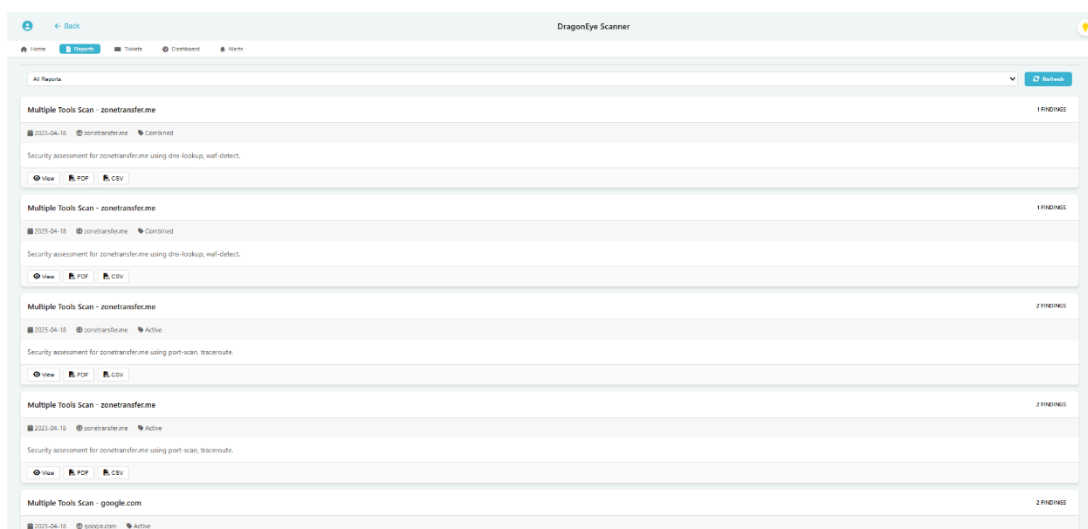 ← Back DragonEye Scanner
Home Reports Tickets Dashboard Alerts
All Reports Refresh
Multiple Tools Scan - zonetransfer.me 1 FINDINGS
2025-04-18 zonetransfer.me Combined
Security assessment for zonetransfer.me using dns-lookup, waf-detect.
View PDF CSV
Multiple Tools Scan - zonetransfer.me 1 FINDINGS
2025-04-18 zonetransfer.me Combined
Security assessment for zonetransfer.me using dns-lookup, waf-detect.
View PDF CSV
Multiple Tools Scan - zonetransfer.me 2 FINDINGS
2025-04-18 zonetransfer.me Active
Security assessment for zonetransfer.me using port-scan, traceroute.
View PDF CSV
Multiple Tools Scan - zonetransfer.me 2 FINDINGS
2025-04-18 zonetransfer.me Active
Security assessment for zonetransfer.me using port-scan, traceroute.
View PDF CSV
Multiple Tools Scan - google.com 2 FINDINGS
2025-04-18 google.com Active